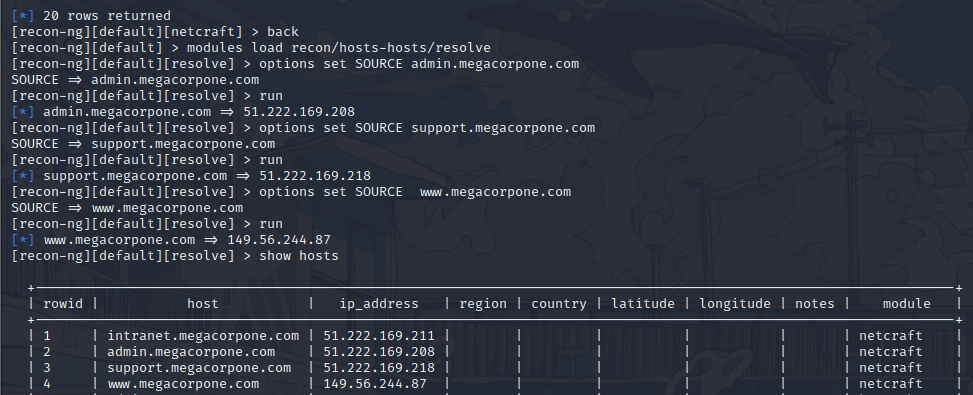 [*] 20 rows returned
[recon-ng][default][netcraft] > back
[recon-ng][default] > modules load recon/hosts-hosts/resolve
[recon-ng][default][resolve] > options set SOURCE admin.megacorpone.com
SOURCE => admin.megacorpone.com
[recon-ng][default][resolve] > run
[*] admin.megacorpone.com => 51.222.169.208
[recon-ng][default][resolve] > options set SOURCE support.megacorpone.com
SOURCE => support.megacorpone.com
[recon-ng][default][resolve] > run
[*] support.megacorpone.com => 51.222.169.218
[recon-ng][default][resolve] > options set SOURCE  www.megacorpone.com
SOURCE => www.megacorpone.com
[recon-ng][default][resolve] > run
[*] www.megacorpone.com => 149.56.244.87
[recon-ng][default][resolve] > show hosts
| rowid | host | ip_address | region | country | latitude | longitude | notes | module |
| 1 | intranet.megacorpone.com | 51.222.169.211 | | | | | | netcraft |
| 2 | admin.megacorpone.com | 51.222.169.208 | | | | | | netcraft |
| 3 | support.megacorpone.com | 51.222.169.218 | | | | | | netcraft |
| 4 | www.megacorpone.com | 149.56.244.87 | | | | | | netcraft |